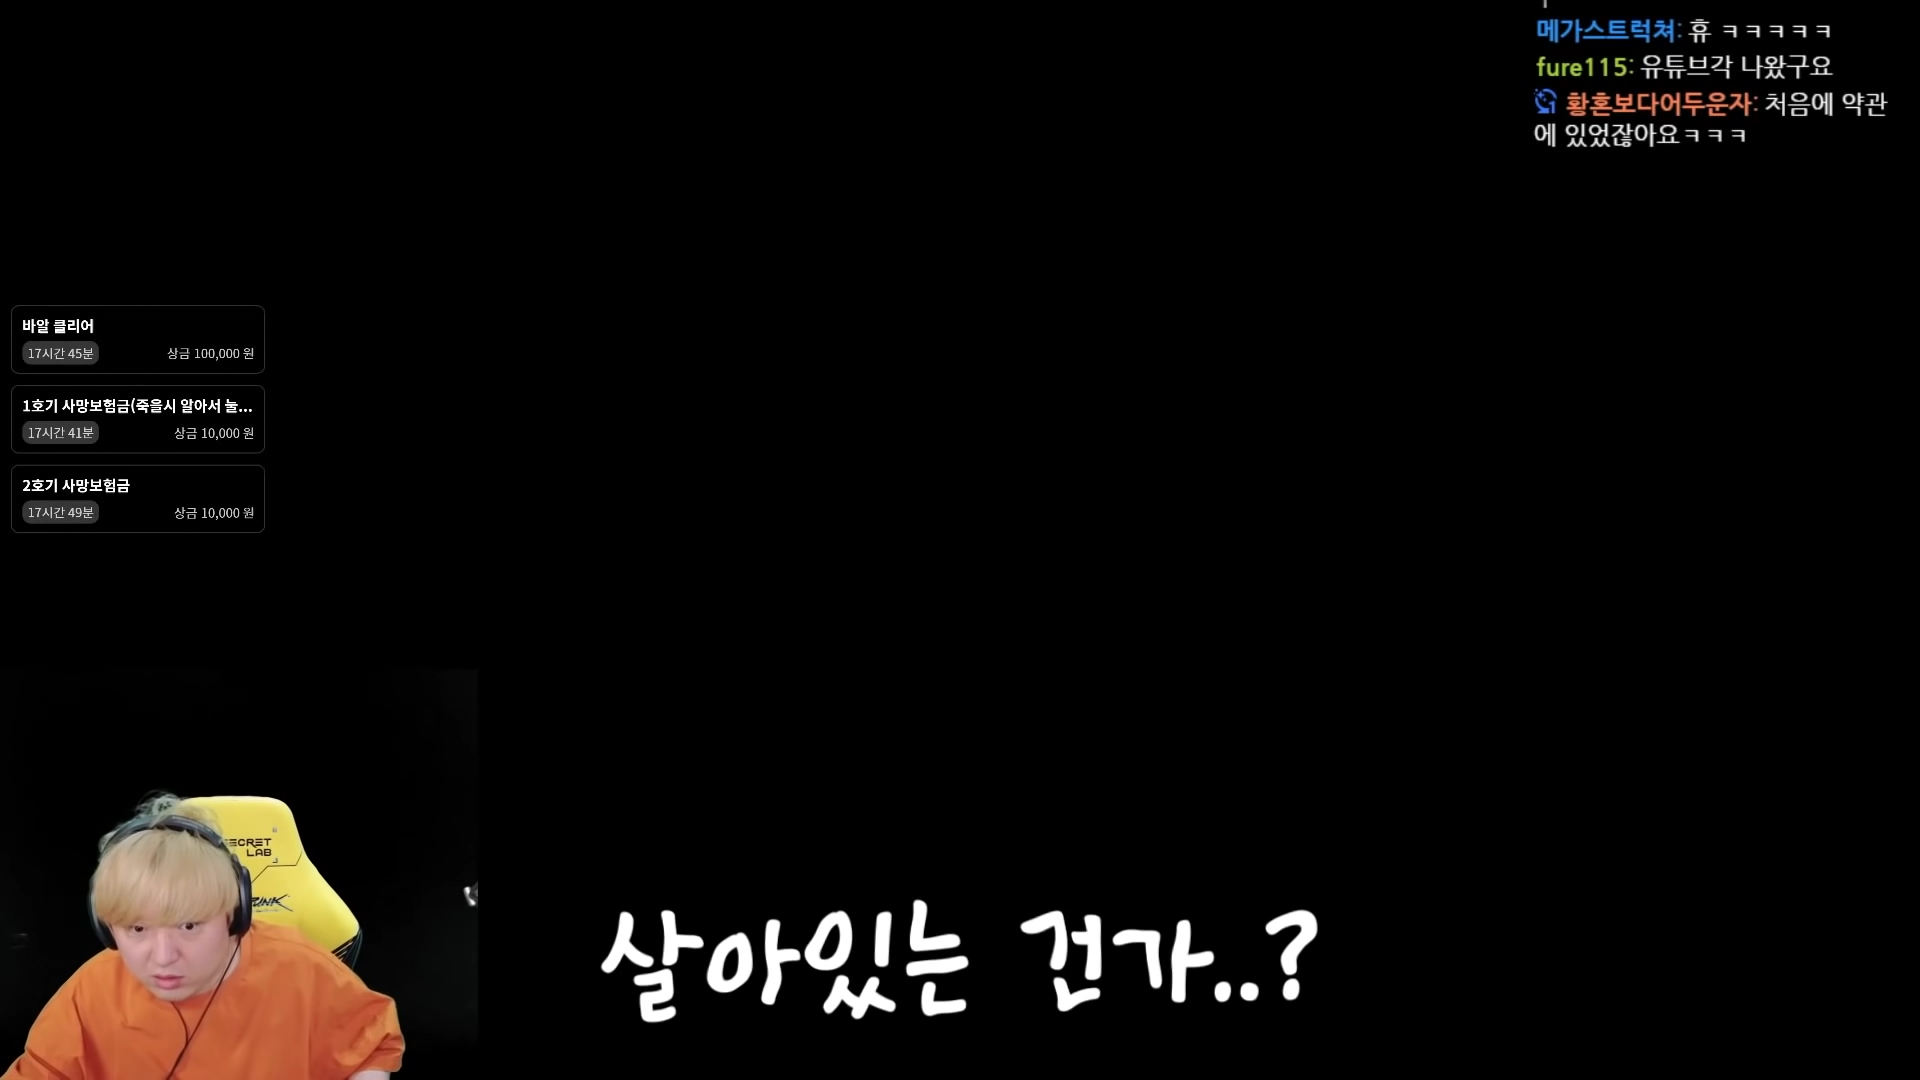 메가스트럭쳐: 휴 ㅋㅋㅋㅋㅋ
fure115: 유튜브각 나왔구요
황혼보다어두운자: 처음에 약관
에 있었잖아요ㅋㅋㅋ
바알 클리어
17시간 45분 상금 100,000 원
1호기 사망보험금(죽을시 알아서 눌...
17시간 41분 상금 10,000 원
2호기 사망보험금
17시간 49분 상금 10,000 원
SECRET
LAB
살아있는 건가..?